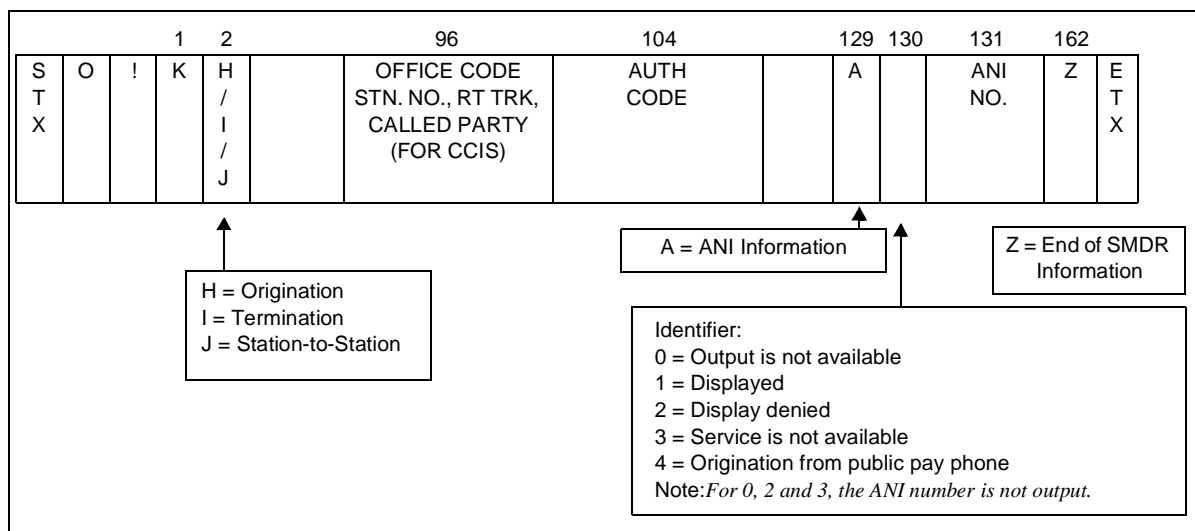 1 2 96 104 129 130 131 162
S O ! K H OFFICE CODE AUTH A ANI Z E
T / STN. NO., RT TRK, CODE NO. T
X I CALLED PARTY X
/ (FOR CCIS)
J
A = ANI Information
Z = End of SMDR
Information
H = Origination
I = Termination
J = Station-to-Station
Identifier:
0 = Output is not available
1 = Displayed
2 = Display denied
3 = Service is not available
4 = Origination from public pay phone
Note:For 0, 2 and 3, the ANI number is not output.